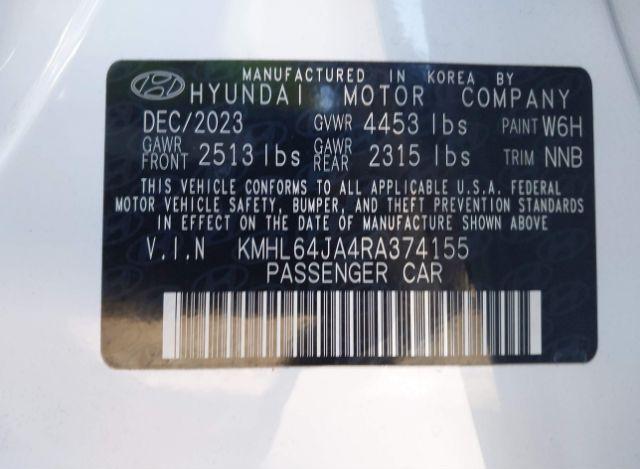 MANUFACTURED IN KOREA BY
HYUNDAI MOTOR COMPANY
DEC/2023 GVWR 4453 lbs PAINT W6H
GAWR FRONT 2513 lbs GAWR REAR 2315 lbs TRIM NNB
THIS VEHICLE CONFORMS TO ALL APPLICABLE U.S.A. FEDERAL
MOTOR VEHICLE SAFETY, BUMPER, AND THEFT PREVENTION STANDARDS
IN EFFECT ON THE DATE OF MANUFACTURE SHOWN ABOVE
V.I.N KMHL64JA4RA374155
PASSENGER CAR